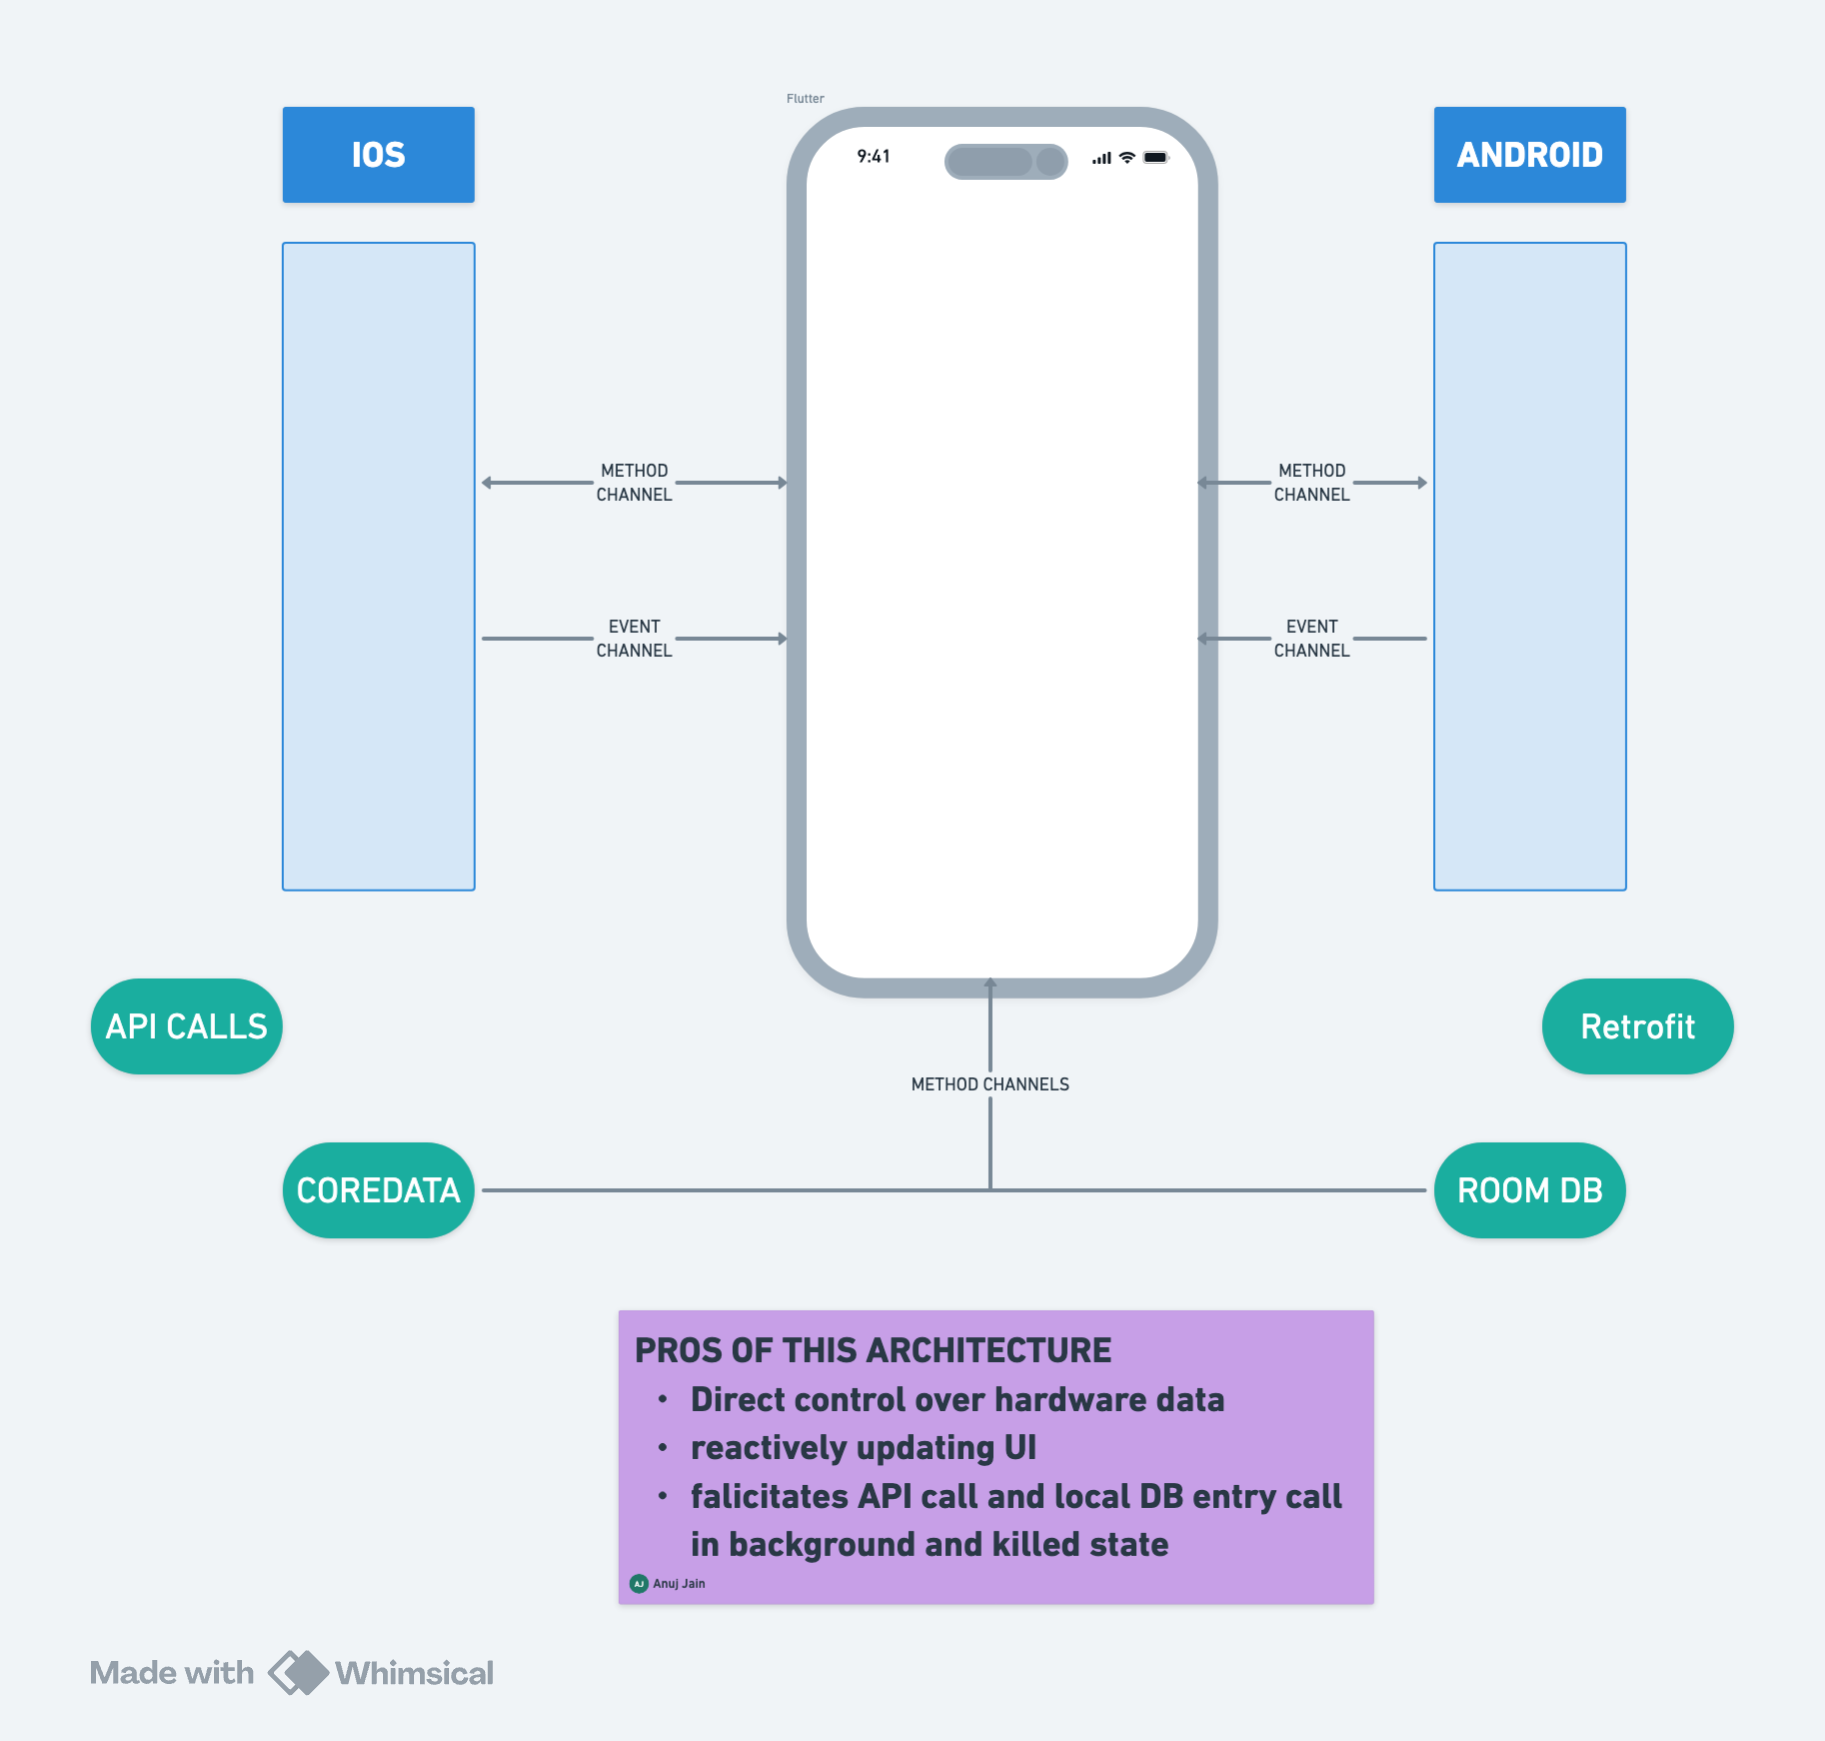 Flutter
IOS
9:41
ANDROID
METHOD
CHANNEL
METHOD
CHANNEL
EVENT
CHANNEL
EVENT
CHANNEL
API CALLS
Retrofit
METHOD CHANNELS
COREDATA
ROOM DB
PROS OF THIS ARCHITECTURE
• Direct control over hardware data
• reactively updating UI
• falicitates API call and local DB entry call
in background and killed state
AJ Anuj Jain
Made with Whimsical